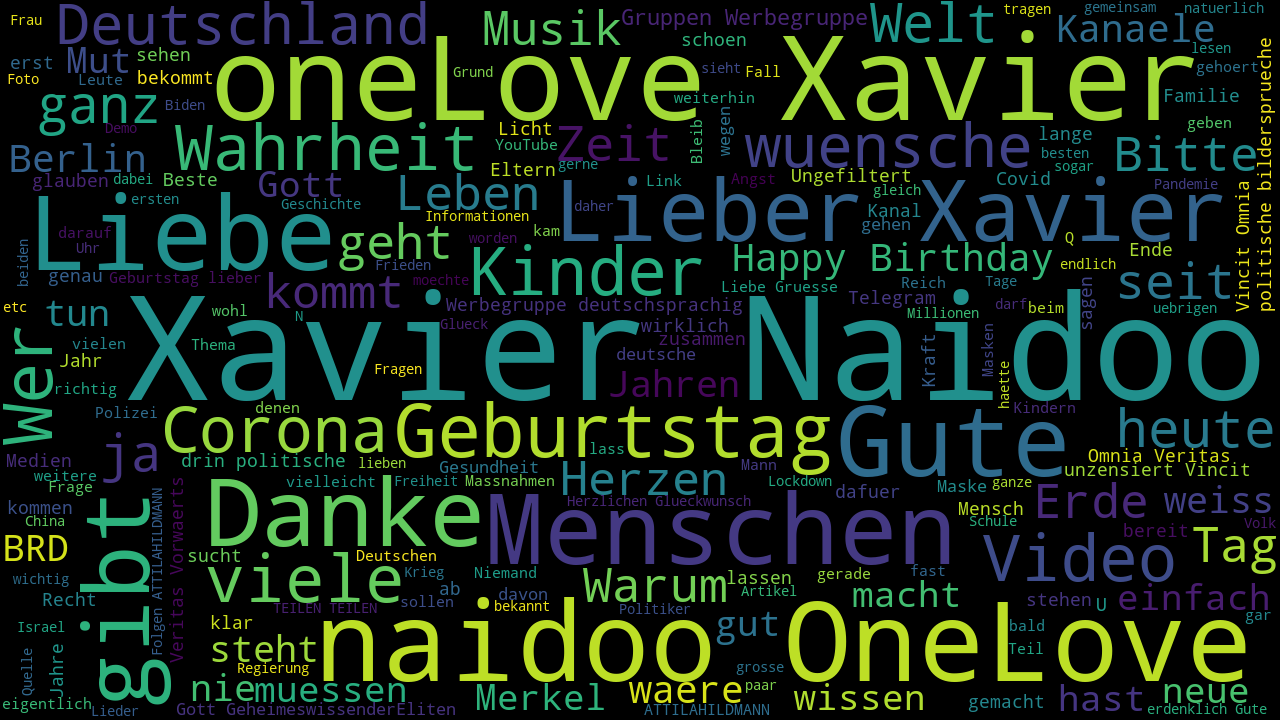 Frau
Deutschland
Musik
Gruppen Werbegruppe
Welt
tragen
gemeinsam
natuerlich
Kanaele
erst
Mut
sehen
schoen
lesen
Foto
Leute
bekommt
oneLove Xavier
Grund
sieht
Fall
gehoert
ganz
Biden
weiterhin
Familie
Demo
Wahrheit
Licht
YouTube
Zeit
Bleib
wegen
wuensche
lange
geben
Berlin
besten
Bitte
glauben
dabei
Beste
Gott
Eltern
gerne
Ungefiltert
sogar
ersten
Geschichte
Leben
Link
Angst
Covid
Pandemie
gleich
Liebe
Informationen
daher
Lieber Xavier
Kanal
gehen
darauf
Uhr
geht
worden
kam
Q
Ende
Vincit Omnia
politische bildersprueche
beiden
genau
Geburtstag lieber
Frieden
moechte
Kinder
Happy Birthday
endlich
seit
kommt
Liebe Gruesse
Reich
Tage
etc
tun
wohl
N
Werbegruppe deutschsprachig
Telegram
darf
beim
sagen
uebrigen
Glueck
wirklich
Millionen
vielen
Thema
Xavier Naidoo
zusammen
deutsche
Kraft
Masken
Wer
Jahr
Fragen
richtig
Jahren
haette
Polizei
denen
Kindern
Corona
Geburtstag
Gute
heute
ja
lass
Medien
drin politische
lieben
Gesundheit
Mann
Omnia Veritas
weitere
Frage
vielleicht
Freiheit
Massnahmen
Herzen
Lockdown
unzensiert Vincit
dafuer
Maske
ganze
kommen
Danke
Herzlichen Glueckwunsch
Menschen
Mensch
Erde
weiss
China
Schule
bereit
Volk
BRD
gibt
Folgen ATTILAHILDMANN
Veritas Vorwaerts
sucht
Deutschen
Video
Tag
wichtig
viele
Krieg
Niemand
Warum
lassen
gerade
fast
Recht
ab
davon
Artikel
macht
stehen
U
einfach
TEILEN TEILEN
sollen
bekannt
Politiker
gar
Israel
klar
naidoo OneLove
gut
bald
steht
Teil
Quelle
Jahre
Regierung
grosse
nie
muessen
Merkel
waere
paar
wissen
gemacht
hast
neue
eigentlich
Lieder
Gott GeheimeswissenderEliten
ATTILAHILDMANN
erdenklich Gute